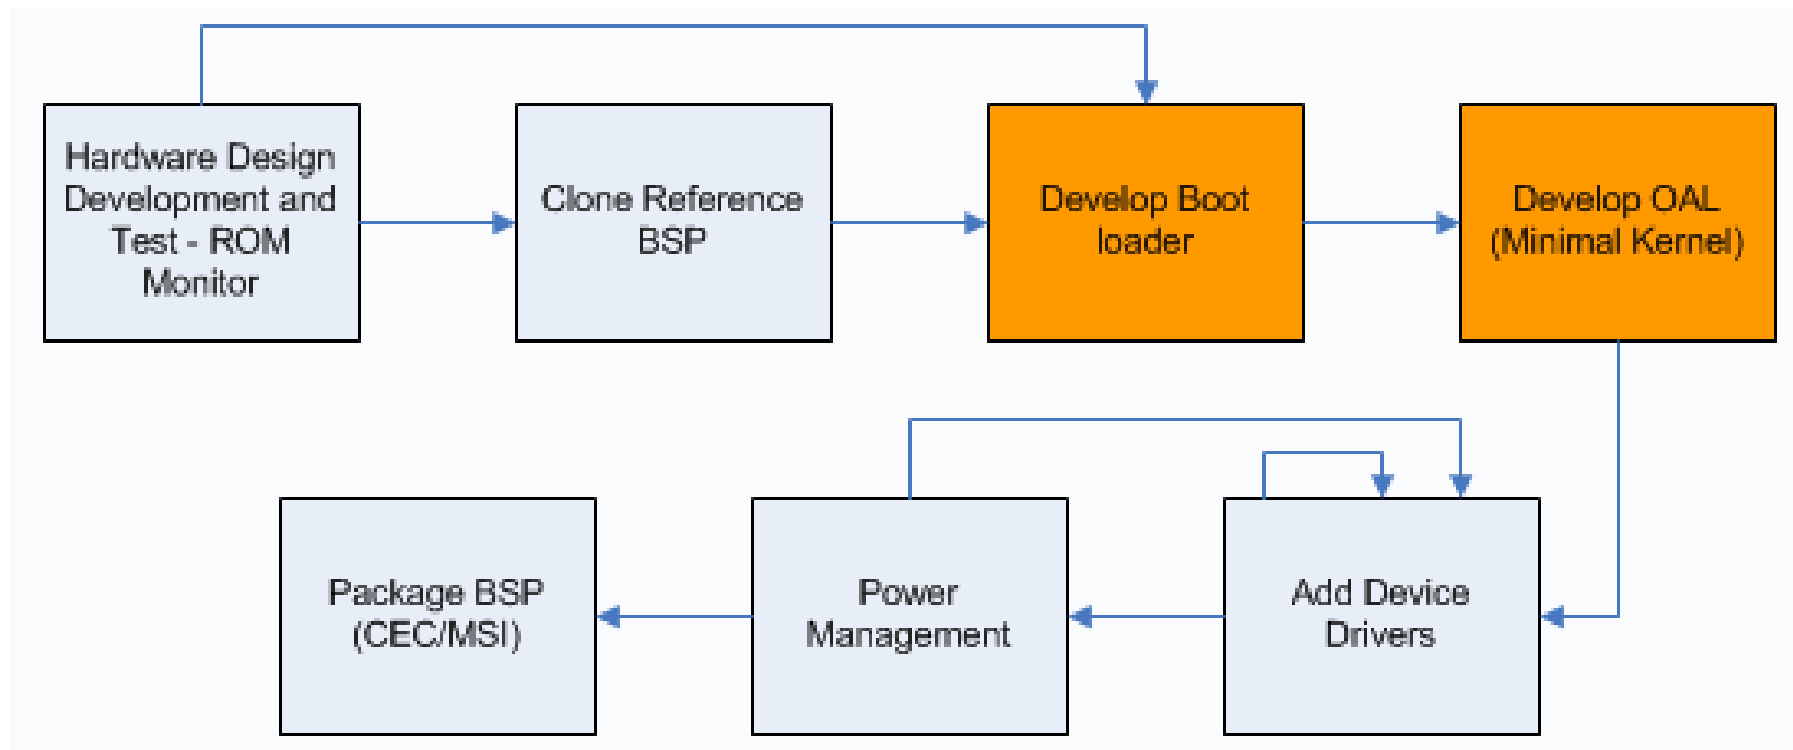 Hardware Design
Development and
Test - ROM
Monitor
Clone Reference
BSP
Develop Boot
loader
Develop OAL
(Minimal Kernel)
Package BSP
(CEC/MSI)
Power
Management
Add Device
Drivers